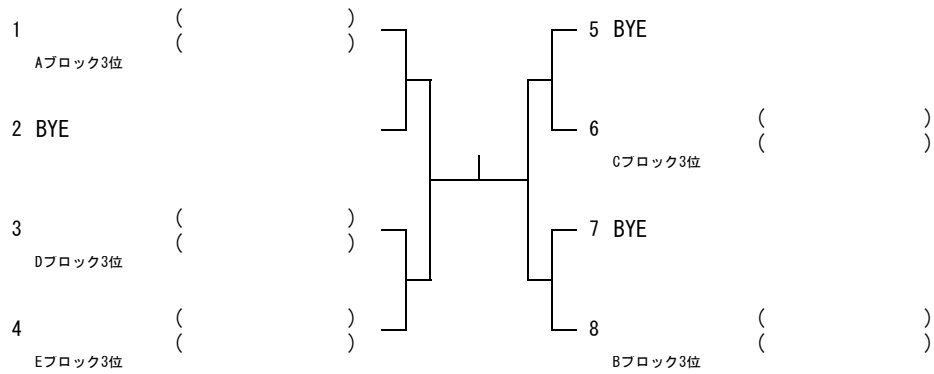 1 ( )
( )
Aブロック3位
2 BYE
3 ( )
( )
Dブロック3位
4 ( )
( )
Eブロック3位
5 BYE
6 ( )
( )
Cブロック3位
7 BYE
8 ( )
( )
Bブロック3位